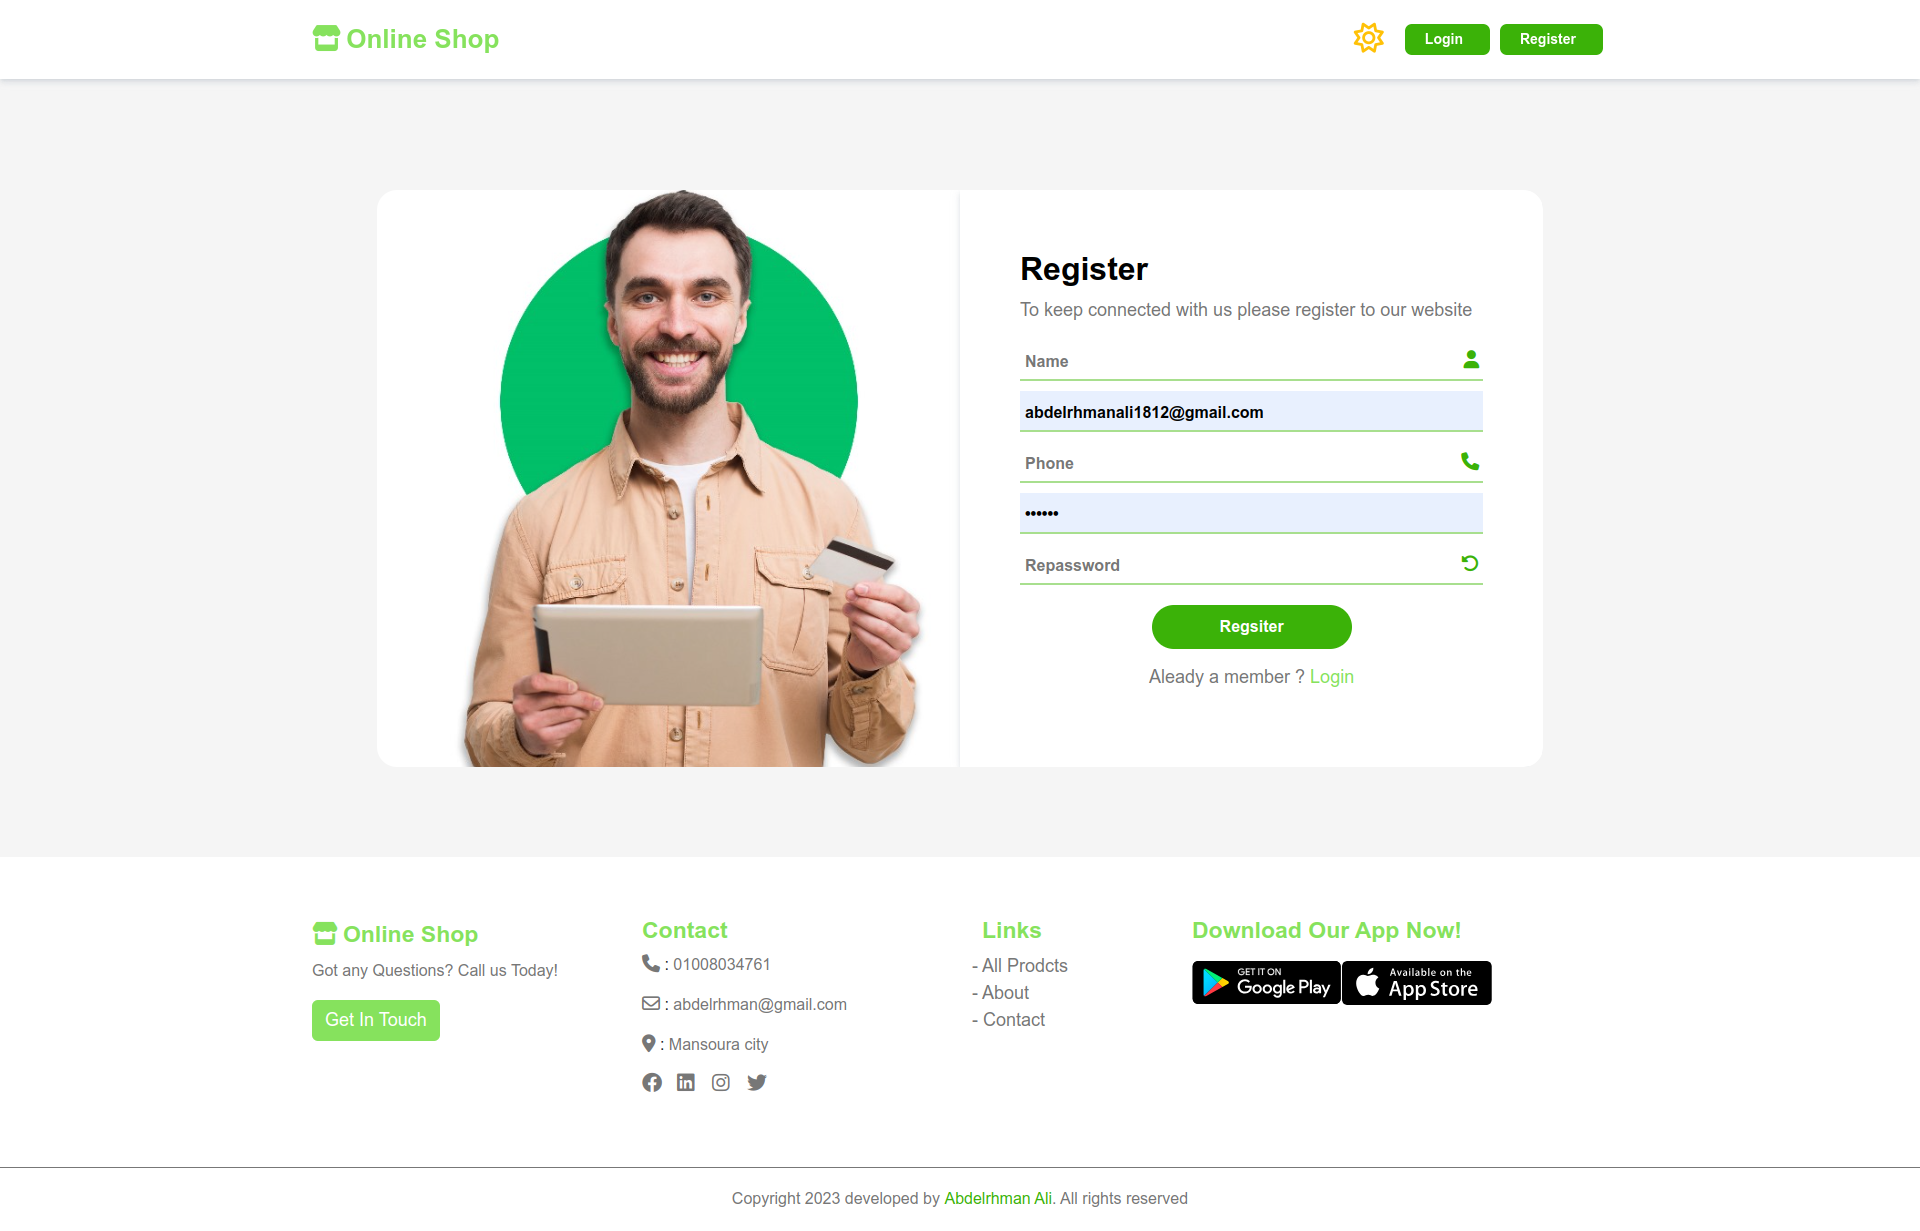 Online Shop
Login
Register
Register
To keep connected with us please register to our website
Name
abdelrhmanali1812@gmail.com
Phone
••••••
Repassword
Regsiter
Aleady a member ? Login
Online Shop
Got any Questions? Call us Today!
Get In Touch
Contact
: 01008034761
: abdelrhman@gmail.com
: Mansoura city
Links
- All Prodcts
- About
- Contact
Download Our App Now!
GET IT ON
Google Play
Available on the
App Store
Copyright 2023 developed by Abdelrhman Ali. All rights reserved